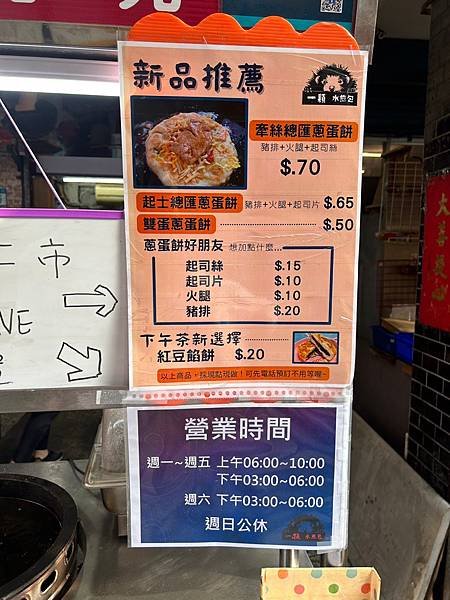 新品推薦
一顆 水煎包
牽絲總匯蔥蛋餅
豬排+火腿+起司絲
$.70
起士總匯蔥蛋餅 豬排+火腿+起司片 $.65
雙蛋蔥蛋餅 $.50
蔥蛋餅好朋友 想加點什麼...
起司絲 $.15
起司片 $.10
火腿 $.10
豬排 $.20
下午茶新選擇
紅豆餡餅 $.20
以上商品，採現點現做！可先電話預訂不用等喔~
營業時間
週一~週五 上午06:00~10:00
下午03:00~06:00
週六 下午03:00~06:00
週日公休
一顆 水煎包
市
NE